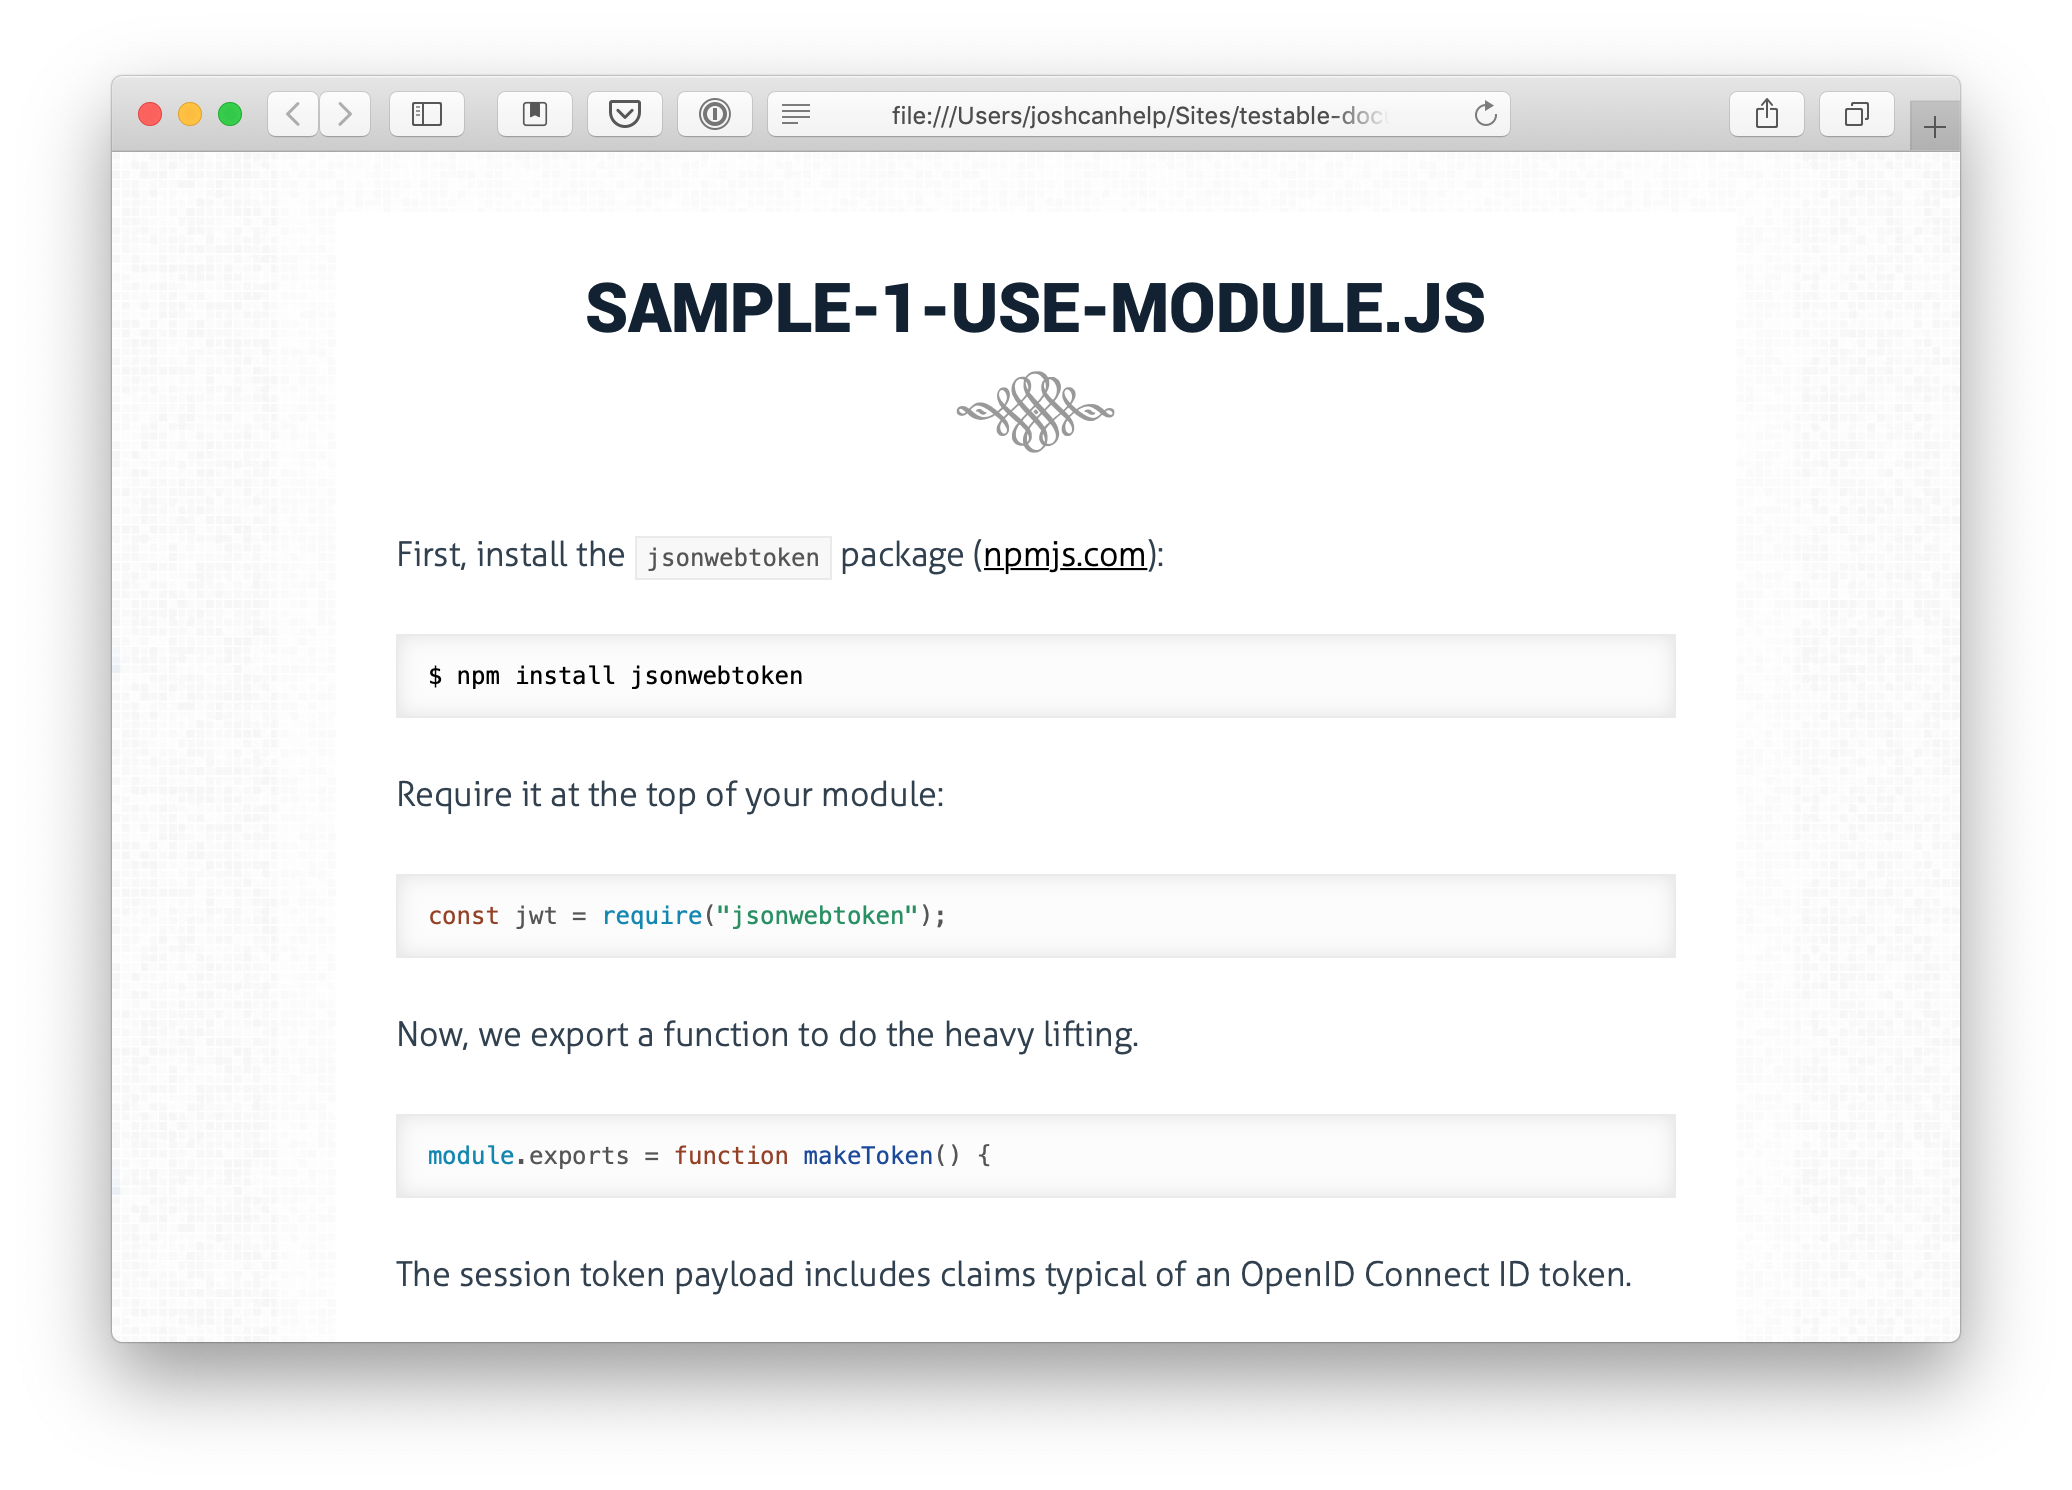 file:///Users/joshcanhelp/Sites/testable-doc
SAMPLE-1-USE-MODULE.JS
First, install the jsonwebtoken package (npmjs.com):
$ npm install jsonwebtoken
Require it at the top of your module:
const jwt = require("jsonwebtoken");
Now, we export a function to do the heavy lifting.
module.exports = function makeToken() {
The session token payload includes claims typical of an OpenID Connect ID token.